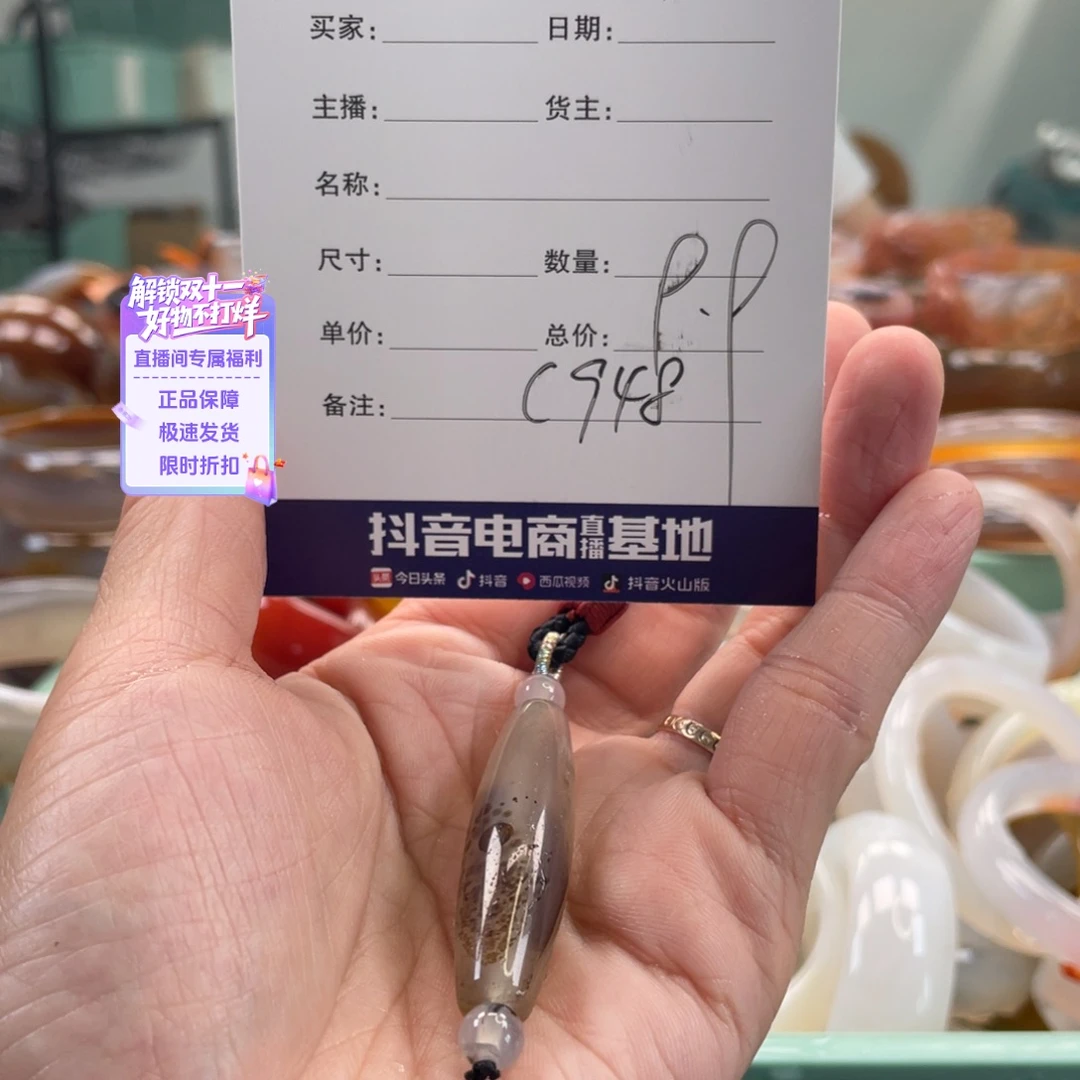 买家: 日期:
主播: 货主:
名称:
尺寸: 数量:
单价: 总价:
备注: C948
抖音电商直播基地
头条 今日头条 抖音 西瓜视频 抖音火山版
解锁双十一
好物不打烊
直播间专属福利
正品保障
极速发货
限时折扣